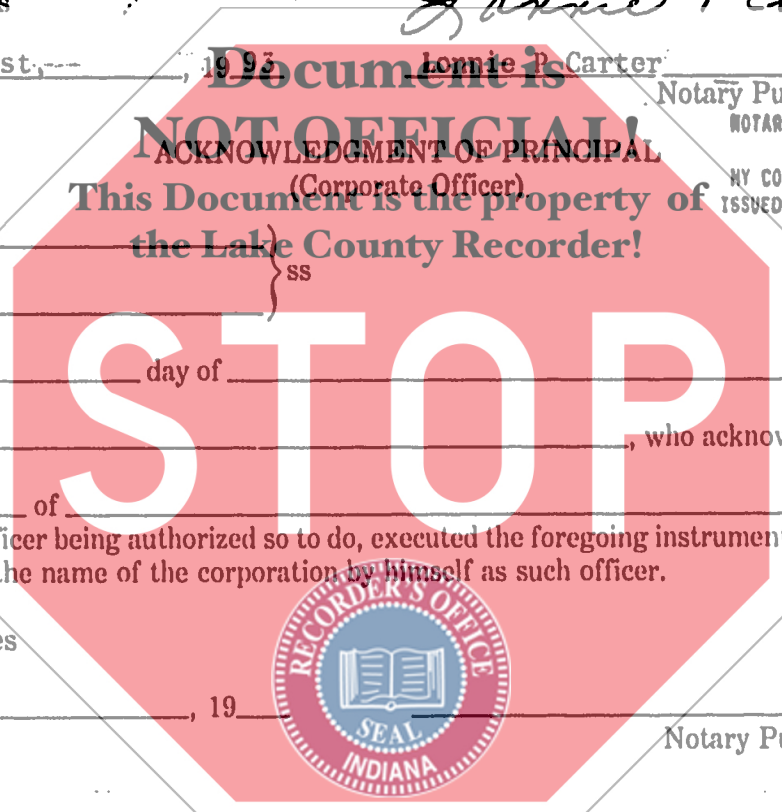 st,---, 19 93 Lonnie P. Carter
Document is
Notary Pu
NOT OFFICIAL!
NOTAR
ACKNOWLEDGMENT OF PRINCIPAL
MY CO
(Corporate Officer)
ISSUED
This Document is the property of
the Lake County Recorder!
ss
STOP
day of
, who acknow
of
icer being authorized so to do, executed the foregoing instrument
he name of the corporation by himself as such officer.
RECORDER'S OFFICE
es
, 19
SEAL
INDIANA
Notary Pu